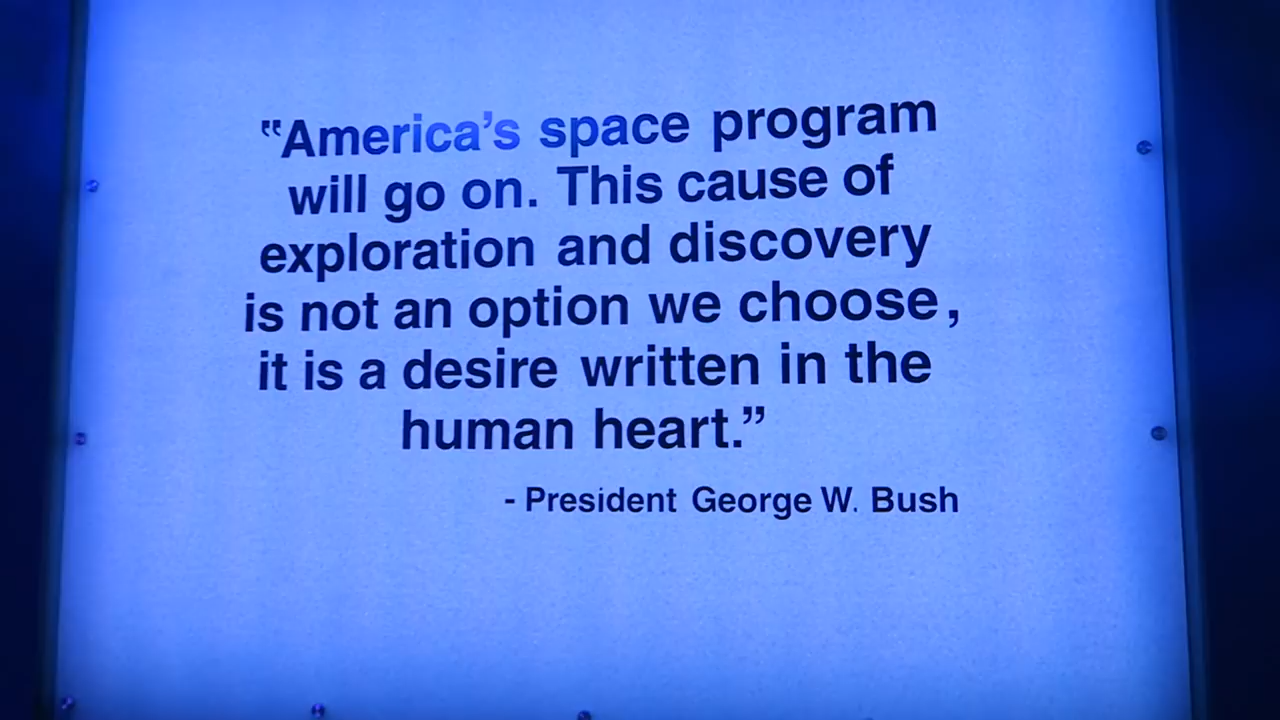 "America's space program
will go on. This cause of
exploration and discovery
is not an option we choose,
it is a desire written in the
human heart."
- President George W. Bush